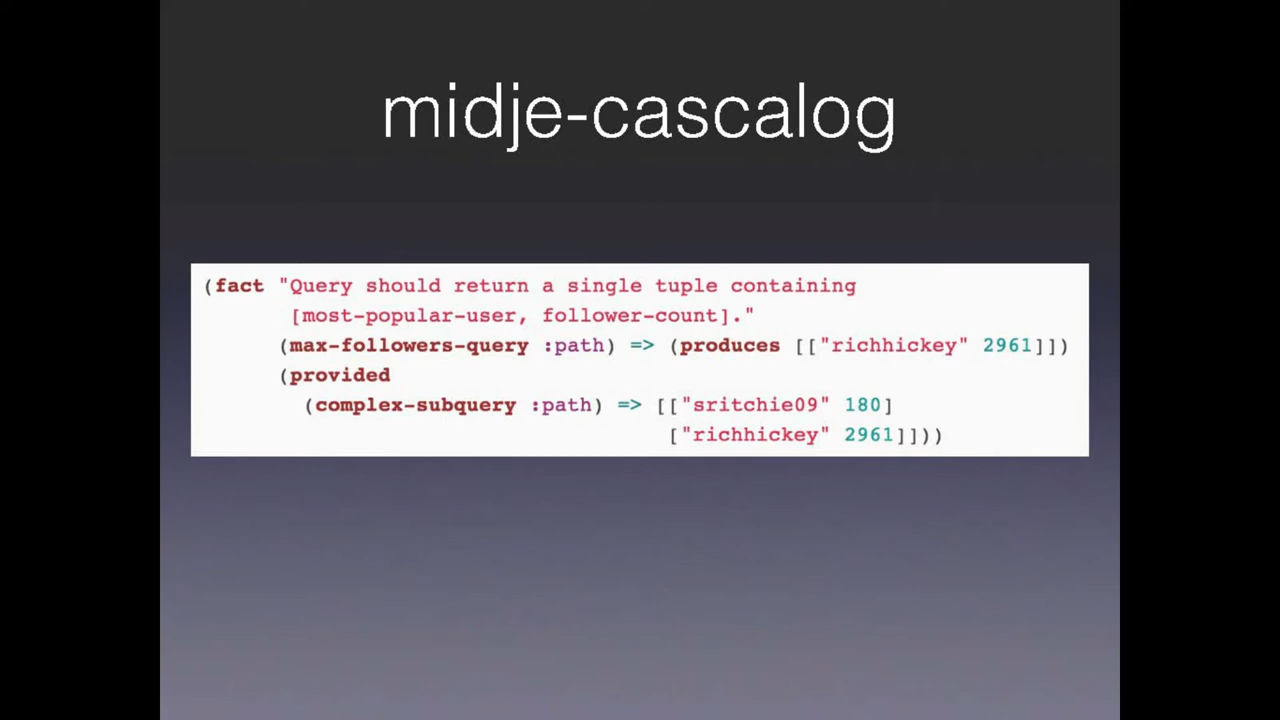 midje-cascalog
(fact "Query should return a single tuple containing
[most-popular-user, follower-count]."
(max-followers-query :path) => (produces [["richhickey" 2961]])
(provided
(complex-subquery :path) => [["sritchie09" 180]
["richhickey" 2961]]))